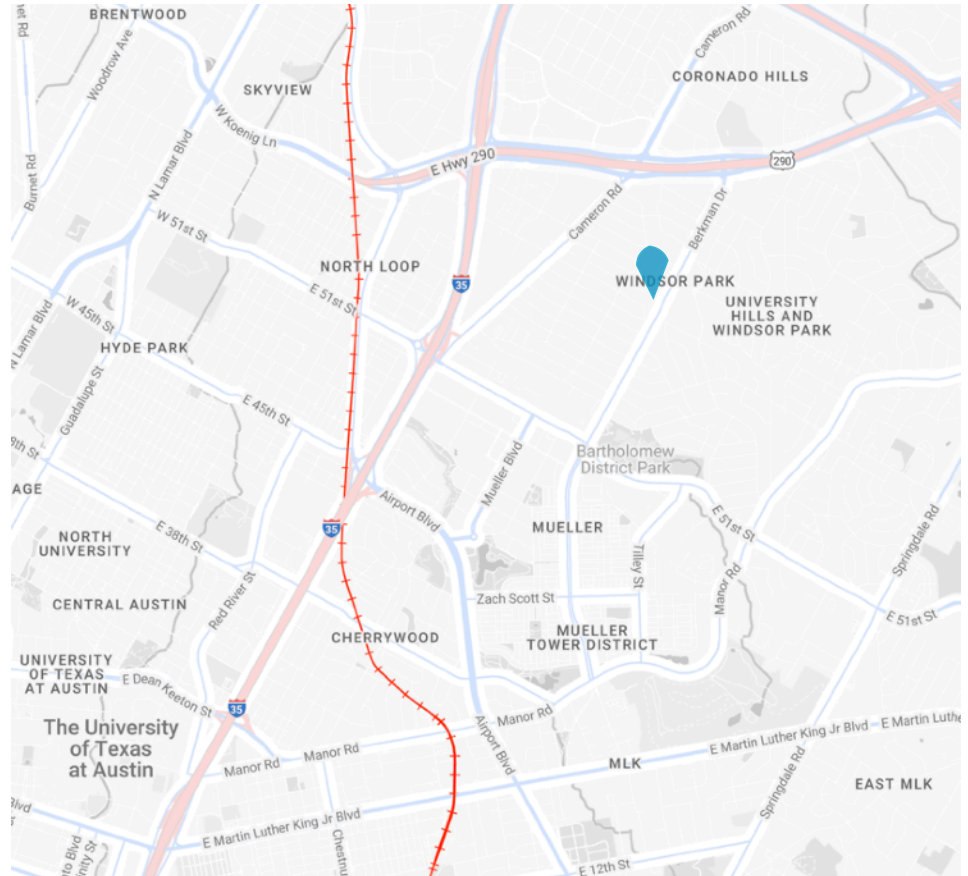 BRENTWOOD
Cameron Rd
Woodrow Ave
SKYVIEW
CORONADO HILLS
W Koenig Ln
Burnet Rd
N Lamar Blvd
E Hwy 290
290
Cameron Rd
Berkman Dr
W 51st St
NORTH LOOP
35
WINDSOR PARK
E 51st St
UNIVERSITY
HILLS AND
WINDSOR PARK
W 45th St
N Lamar Blvd
HYDE PARK
Guadalupe St
E 45th St
Bartholomew
District Park
Mueller Blvd
AGE
Airport Blvd
35
MUELLER
E 51st St
Springdale Rd
NORTH
UNIVERSITY
E 38th St
Tilley St
Manor Rd
CENTRAL AUSTIN
Red River St
Zach Scott St
E 51st St
CHERRYWOOD
MUELLER
TOWER DISTRICT
UNIVERSITY
OF TEXAS
AT AUSTIN
E Dean Keeton St
35
The University
of Texas
at Austin
Manor Rd
Airport Blvd
Manor Rd
Manor Rd
E Martin Luther King Jr Blvd
E Martin Luthe
MLK
EAST MLK
Springdale Rd
E Martin Luther King Jr Blvd
Chestnu
E 12th St